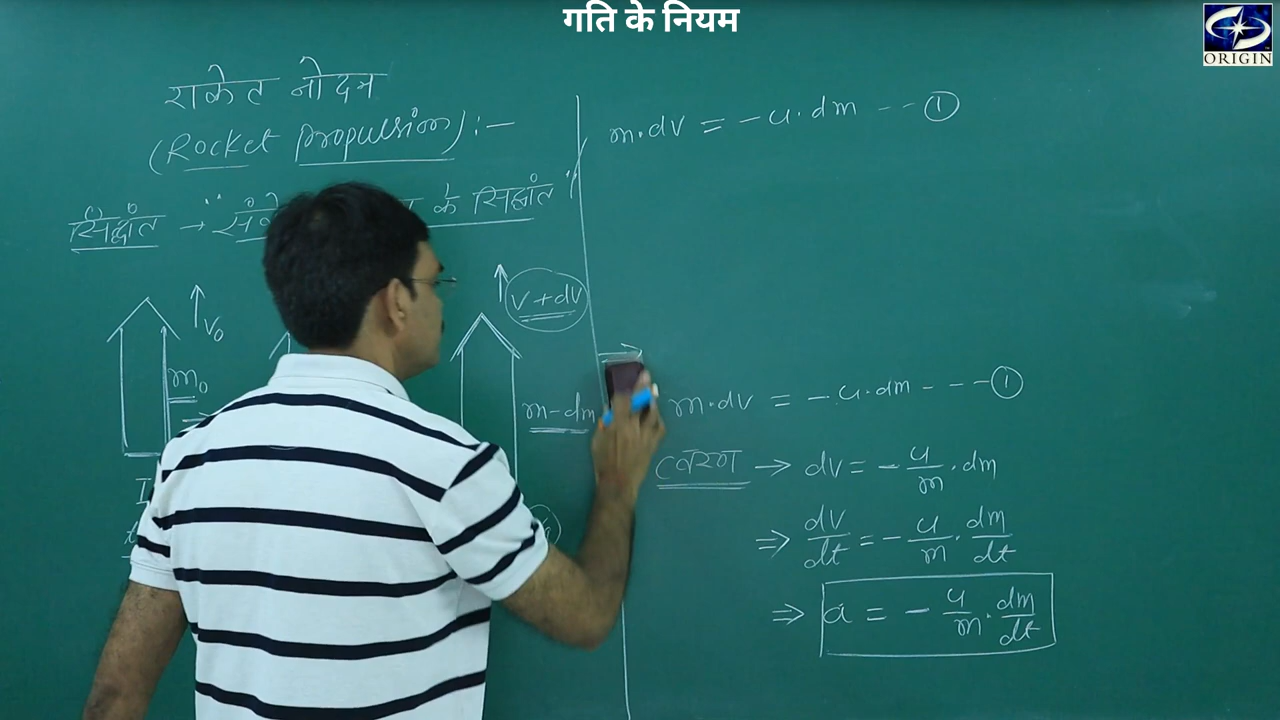 गति के नियम
ORIGIN
राकेट नोदन
(Rocket Propulsion) :-
सिद्धांत → के सिद्धांत "
V₀
m₀
V+dV
m-dm
m.dV = -u.dm --①
m.dV = -u.dm ---①
त्वरण → dV = -u/m . dm
⇒ dV/dt = -u/m . dm/dt
⇒ a = -u/m . dm/dt